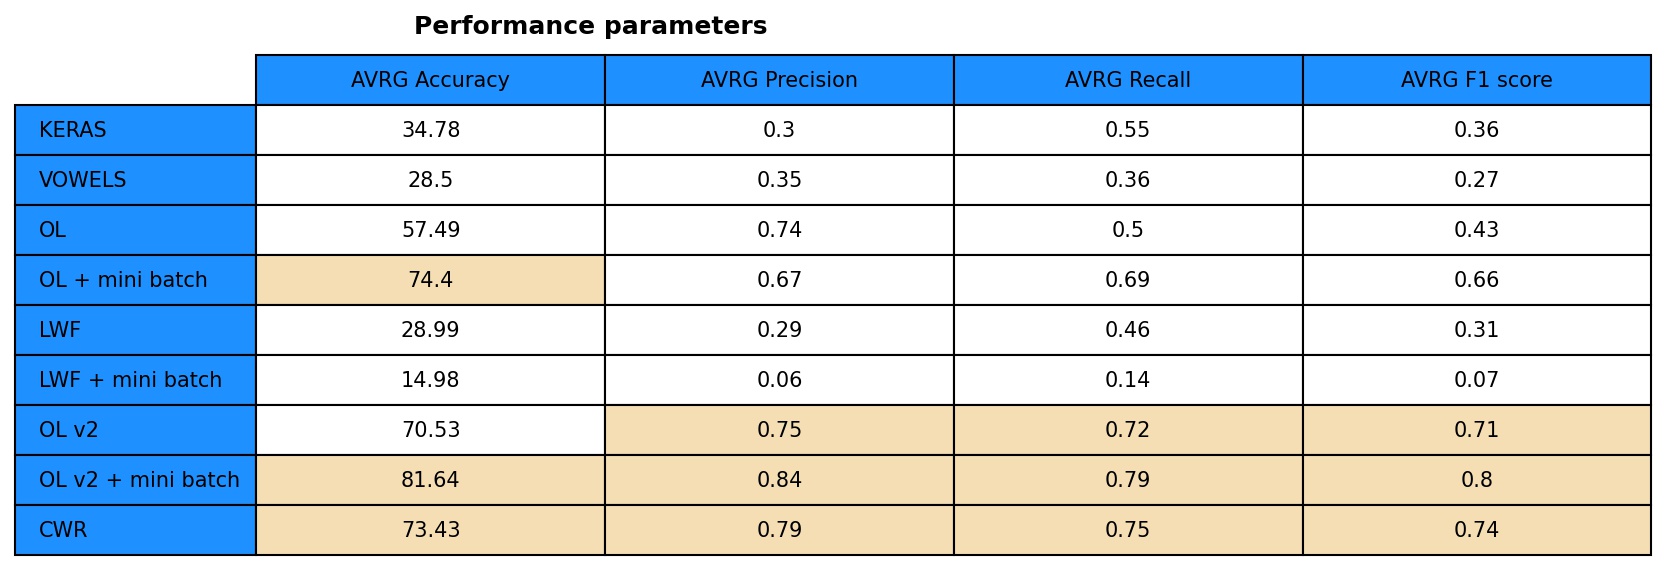 Performance parameters
AVRG Accuracy AVRG Precision AVRG Recall AVRG F1 score
KERAS 34.78 0.3 0.55 0.36
VOWELS 28.5 0.35 0.36 0.27
OL 57.49 0.74 0.5 0.43
OL + mini batch 74.4 0.67 0.69 0.66
LWF 28.99 0.29 0.46 0.31
LWF + mini batch 14.98 0.06 0.14 0.07
OL v2 70.53 0.75 0.72 0.71
OL v2 + mini batch 81.64 0.84 0.79 0.8
CWR 73.43 0.79 0.75 0.74